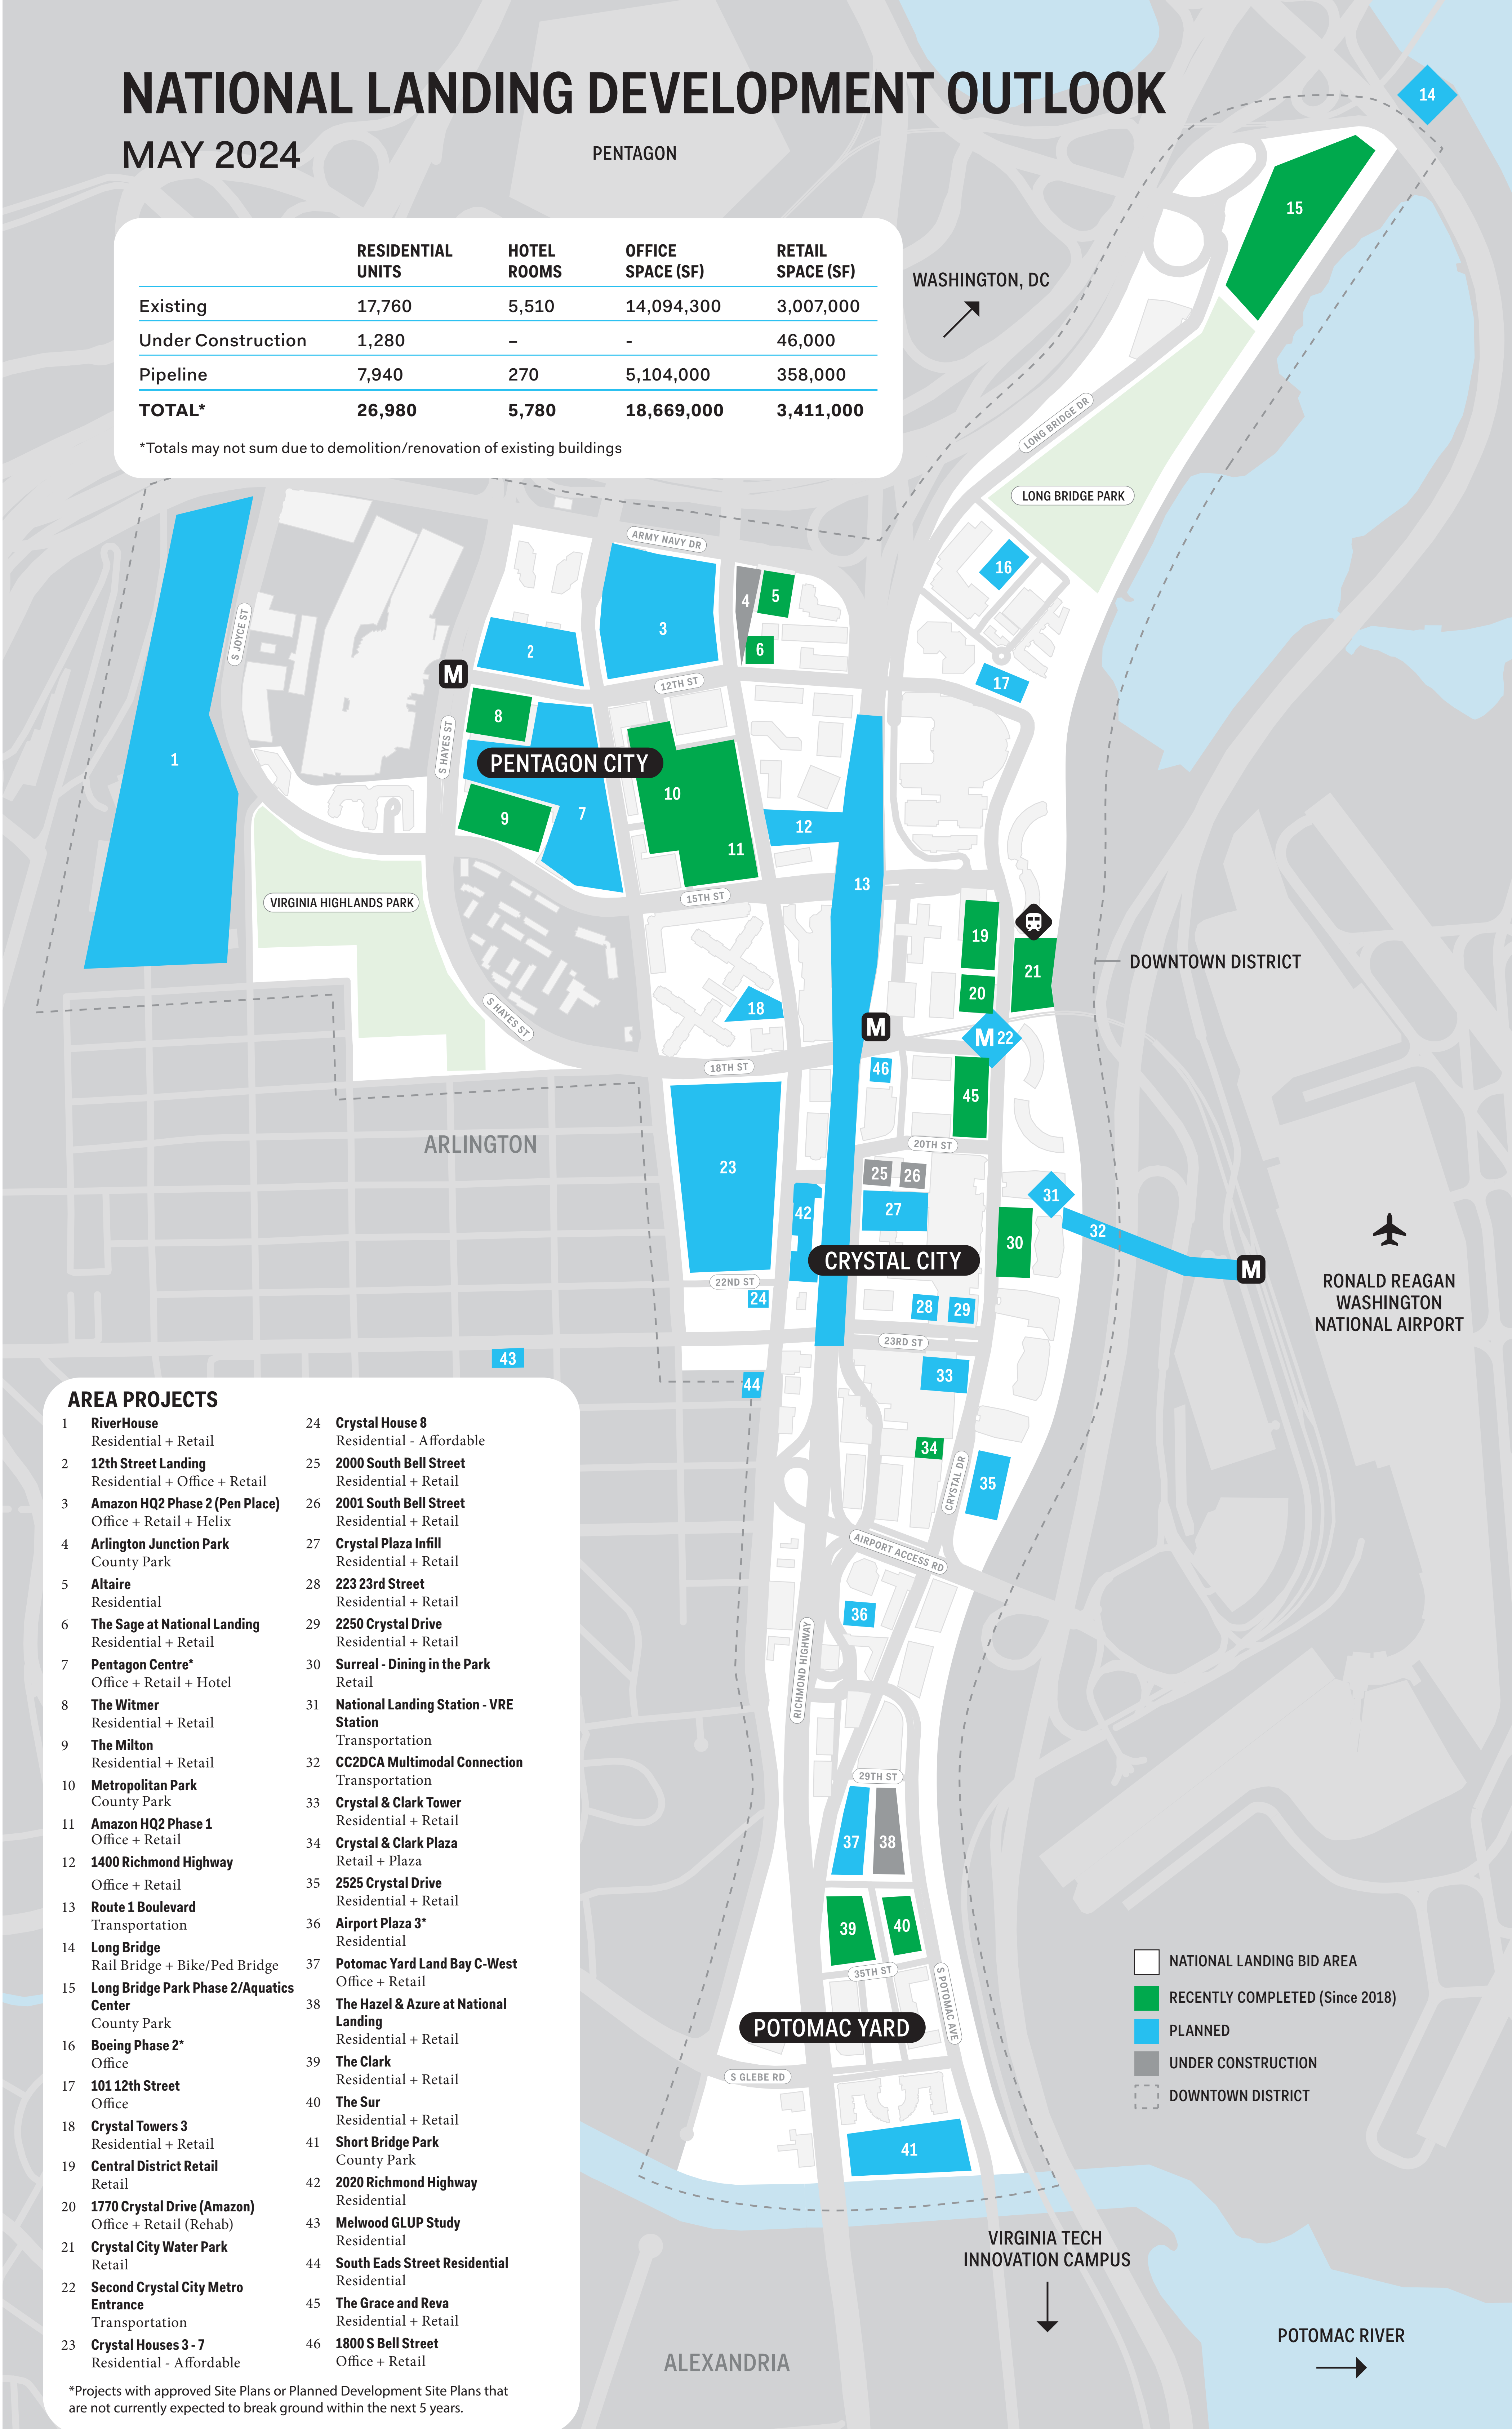 NATIONAL LANDING DEVELOPMENT OUTLOOK
MAY 2024
PENTAGON
14
15
RESIDENTIAL UNITS HOTEL ROOMS OFFICE SPACE (SF) RETAIL SPACE (SF)
Existing 17,760 5,510 14,094,300 3,007,000
Under Construction 1,280 – - 46,000
Pipeline 7,940 270 5,104,000 358,000
TOTAL* 26,980 5,780 18,669,000 3,411,000
*Totals may not sum due to demolition/renovation of existing buildings
WASHINGTON, DC
LONG BRIDGE DR
LONG BRIDGE PARK
ARMY NAVY DR
16
4
5
S JOYCE ST
3
2
6
M
12TH ST
17
8
S HAYES ST
PENTAGON CITY
1
10
9
7
12
11
13
VIRGINIA HIGHLANDS PARK
15TH ST
19
21
DOWNTOWN DISTRICT
20
18
S HAYES ST
M
M 22
18TH ST
46
45
ARLINGTON
20TH ST
23
25
26
31
42
27
32
30
CRYSTAL CITY
M
22ND ST
24
28
29
RONALD REAGAN
WASHINGTON
NATIONAL AIRPORT
23RD ST
43
33
44
34
35
CRYSTAL DR
AIRPORT ACCESS RD
36
RICHMOND HIGHWAY
29TH ST
37
38
39
40
35TH ST
S POTOMAC AVE
POTOMAC YARD
S GLEBE RD
41
AREA PROJECTS
1 RiverHouse
Residential + Retail
2 12th Street Landing
Residential + Office + Retail
3 Amazon HQ2 Phase 2 (Pen Place)
Office + Retail + Helix
4 Arlington Junction Park
County Park
5 Altaire
Residential
6 The Sage at National Landing
Residential + Retail
7 Pentagon Centre*
Office + Retail + Hotel
8 The Witmer
Residential + Retail
9 The Milton
Residential + Retail
10 Metropolitan Park
County Park
11 Amazon HQ2 Phase 1
Office + Retail
12 1400 Richmond Highway
Office + Retail
13 Route 1 Boulevard
Transportation
14 Long Bridge
Rail Bridge + Bike/Ped Bridge
15 Long Bridge Park Phase 2/Aquatics
Center
County Park
16 Boeing Phase 2*
Office
17 101 12th Street
Office
18 Crystal Towers 3
Residential + Retail
19 Central District Retail
Retail
20 1770 Crystal Drive (Amazon)
Office + Retail (Rehab)
21 Crystal City Water Park
Retail
22 Second Crystal City Metro
Entrance
Transportation
23 Crystal Houses 3 - 7
Residential - Affordable
24 Crystal House 8
Residential - Affordable
25 2000 South Bell Street
Residential + Retail
26 2001 South Bell Street
Residential + Retail
27 Crystal Plaza Infill
Residential + Retail
28 223 23rd Street
Residential + Retail
29 2250 Crystal Drive
Residential + Retail
30 Surreal - Dining in the Park
Retail
31 National Landing Station - VRE
Station
Transportation
32 CC2DCA Multimodal Connection
Transportation
33 Crystal & Clark Tower
Residential + Retail
34 Crystal & Clark Plaza
Retail + Plaza
35 2525 Crystal Drive
Residential + Retail
36 Airport Plaza 3*
Residential
37 Potomac Yard Land Bay C-West
Office + Retail
38 The Hazel & Azure at National
Landing
Residential + Retail
39 The Clark
Residential + Retail
40 The Sur
Residential + Retail
41 Short Bridge Park
County Park
42 2020 Richmond Highway
Residential
43 Melwood GLUP Study
Residential
44 South Eads Street Residential
Residential
45 The Grace and Reva
Residential + Retail
46 1800 S Bell Street
Office + Retail
*Projects with approved Site Plans or Planned Development Site Plans that
are not currently expected to break ground within the next 5 years.
NATIONAL LANDING BID AREA
RECENTLY COMPLETED (Since 2018)
PLANNED
UNDER CONSTRUCTION
DOWNTOWN DISTRICT
VIRGINIA TECH
INNOVATION CAMPUS
POTOMAC RIVER
ALEXANDRIA